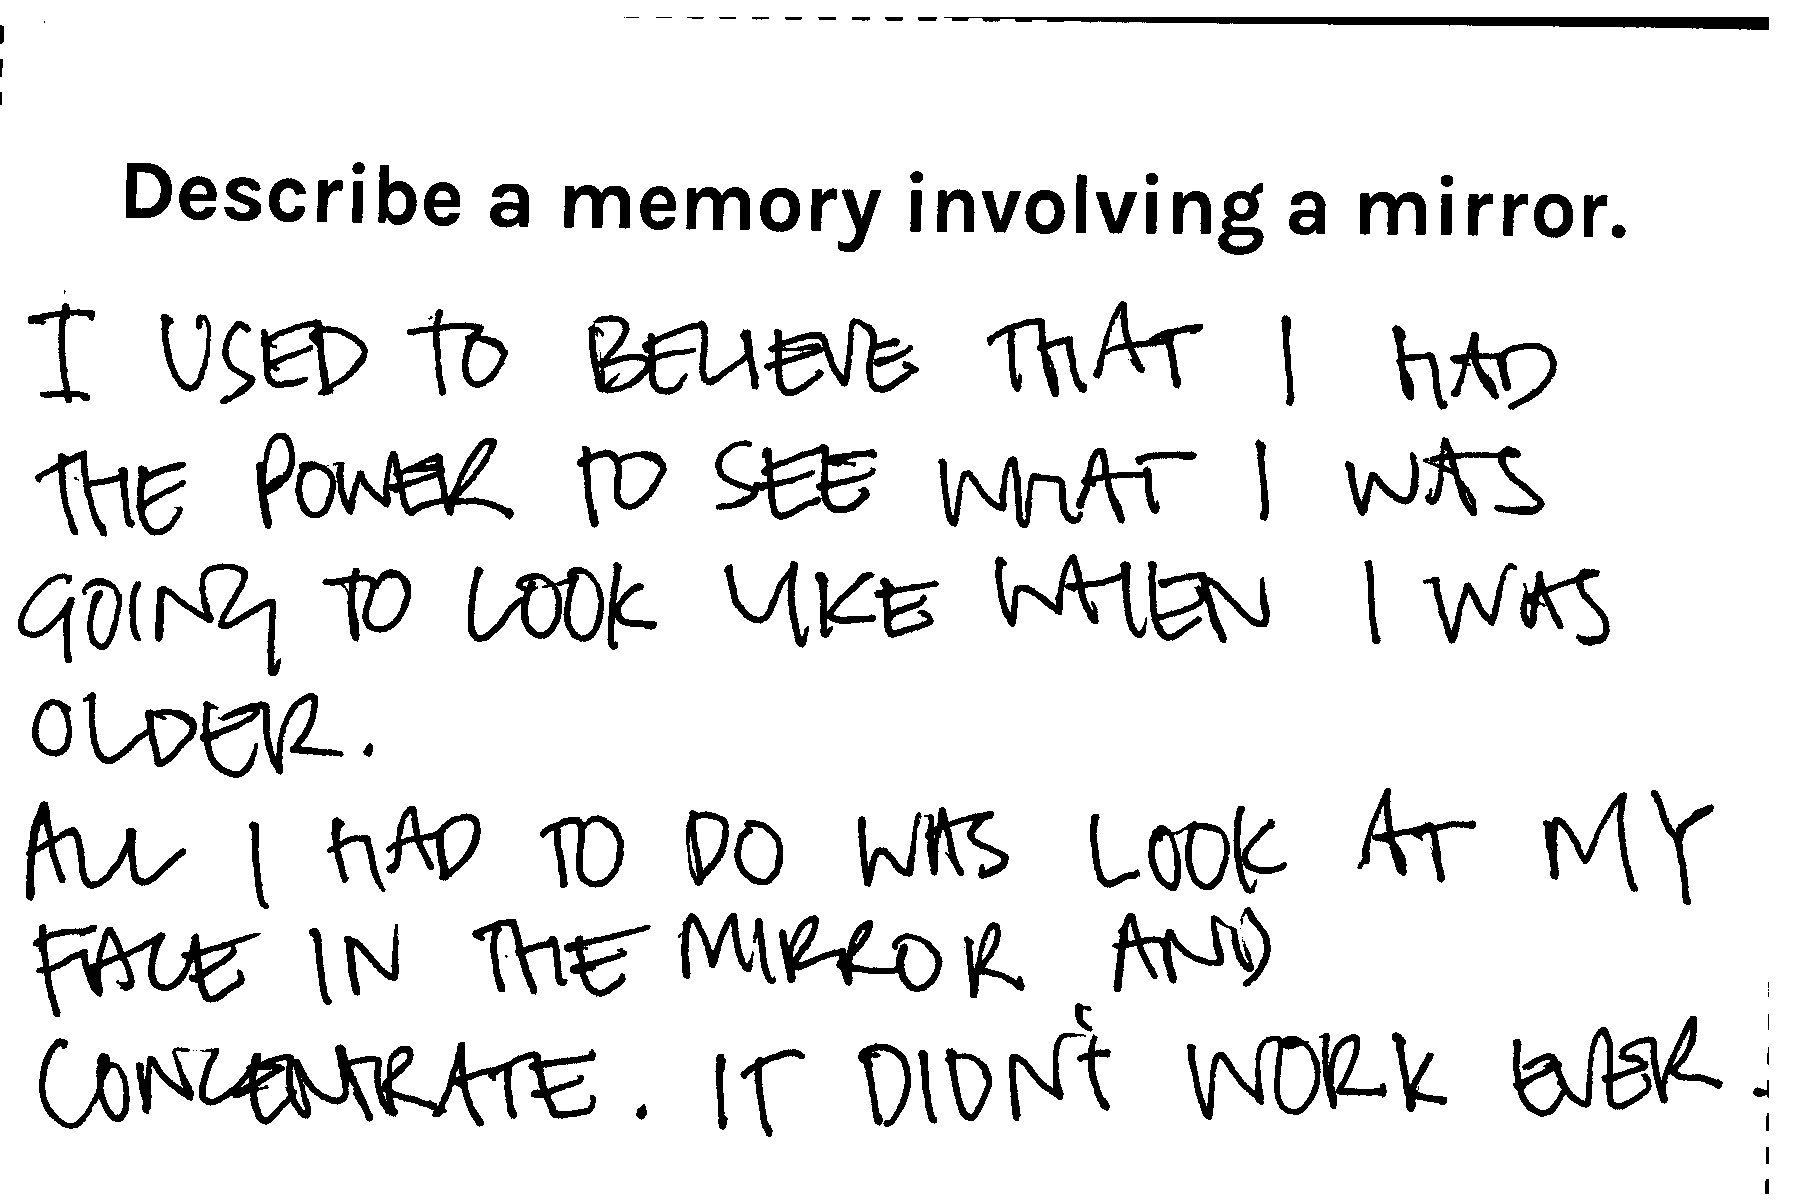 Describe a memory involving a mirror.
I USED TO BELIEVE THAT I HAD
THE POWER TO SEE WHAT I WAS
GOING TO LOOK LIKE WHEN I WAS
OLDER.
ALL I HAD TO DO WAS LOOK AT MY
FACE IN THE MIRROR AND
CONCENTRATE. IT DIDN'T WORK EVER.